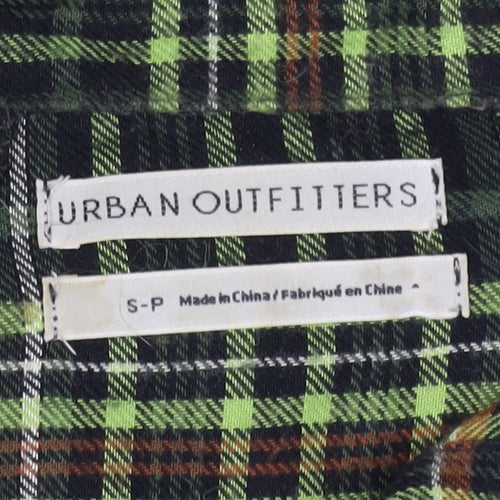 URBAN OUTFITTERS
S-P Made in China / Fabriqué en Chine